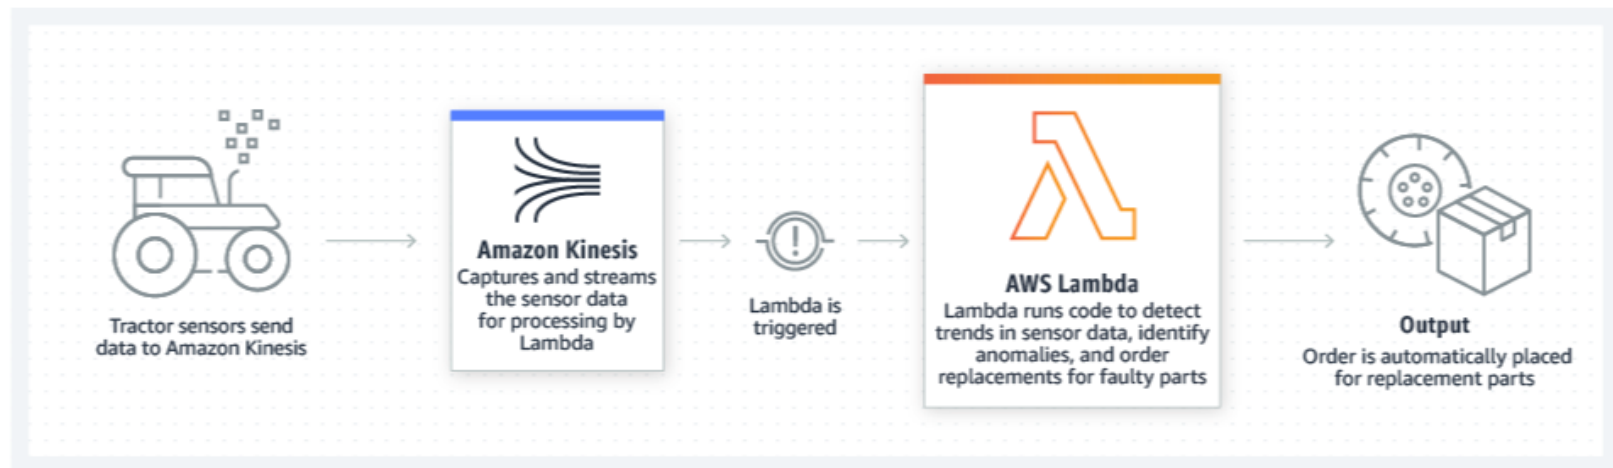 Tractor sensors send
data to Amazon Kinesis
Amazon Kinesis
Captures and streams
the sensor data
for processing by
Lambda
Lambda is
triggered
AWS Lambda
Lambda runs code to detect
trends in sensor data, identify
anomalies, and order
replacements for faulty parts
Output
Order is automatically placed
for replacement parts